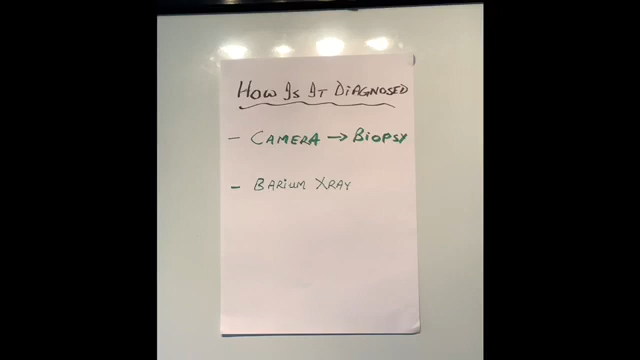 How Is It Diagnosed
- Camera → Biopsy
- Barium Xray